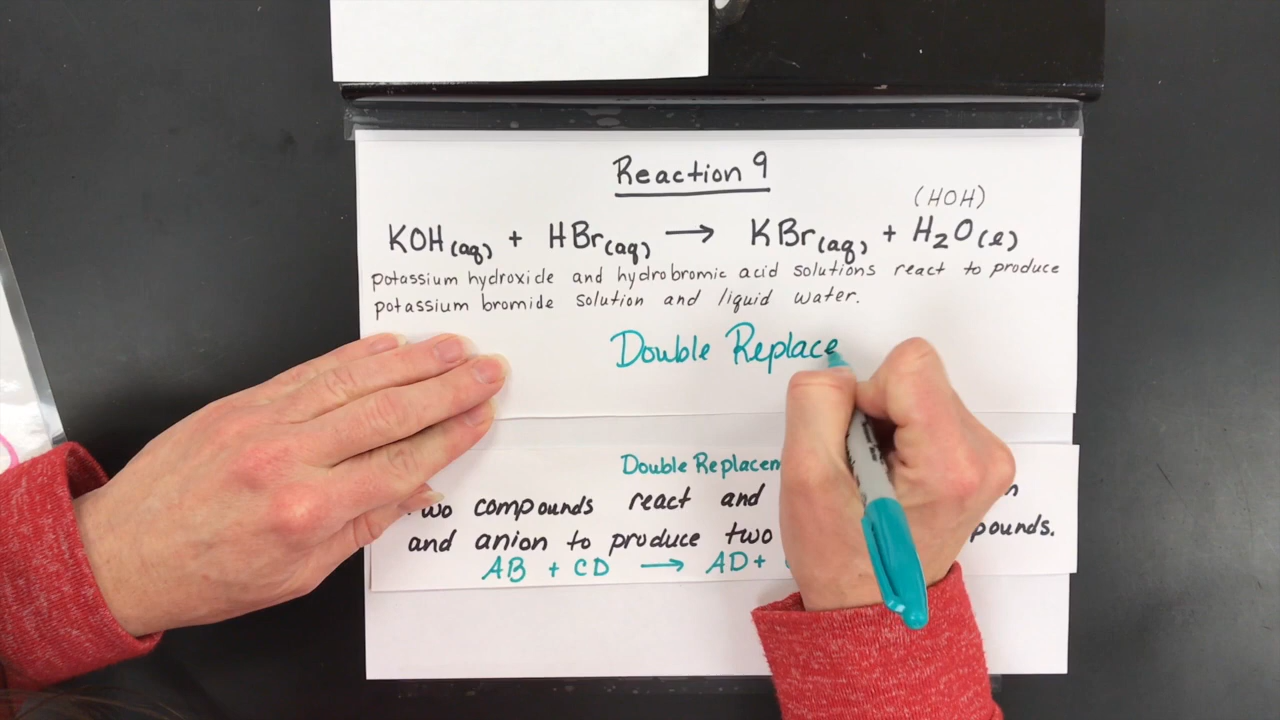 Reaction 9
(HOH)
KOH(aq) + HBr(aq) → KBr(aq) + H₂O(ℓ)
potassium hydroxide and hydrobromic acid solutions react to produce
potassium bromide solution and liquid water.
Double Replace
Double Replacem
two compounds react and
and anion to produce two pounds.
AB + CD → AD +